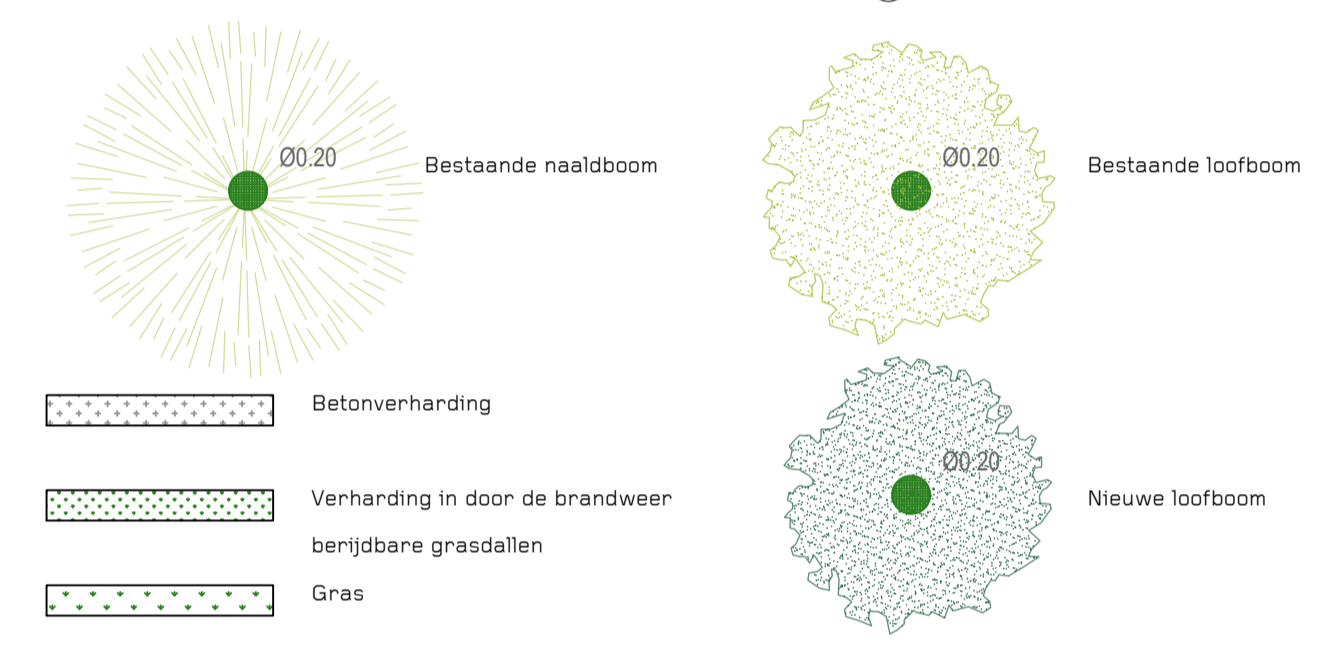 Ø0.20
Bestaande naaldboom
Ø0.20
Bestaande loofboom
Betonverharding
Verharding in door de brandweer
berijdbare grasdallen
Gras
Ø0.20
Nieuwe loofboom